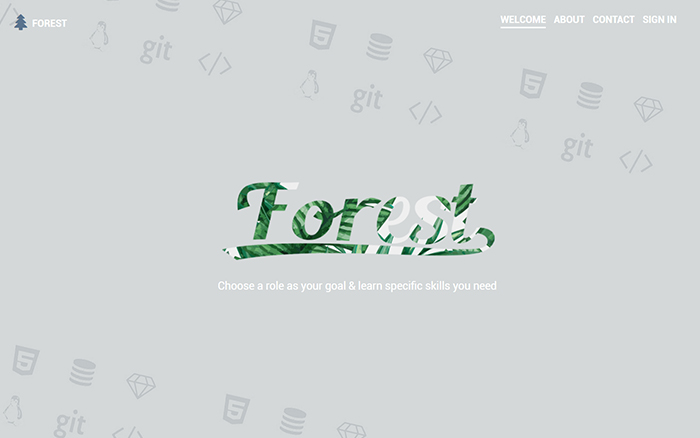 FOREST
WELCOME ABOUT CONTACT SIGN IN
git
git
git
Forest
Choose a role as your goal & learn specific skills you need
git
git